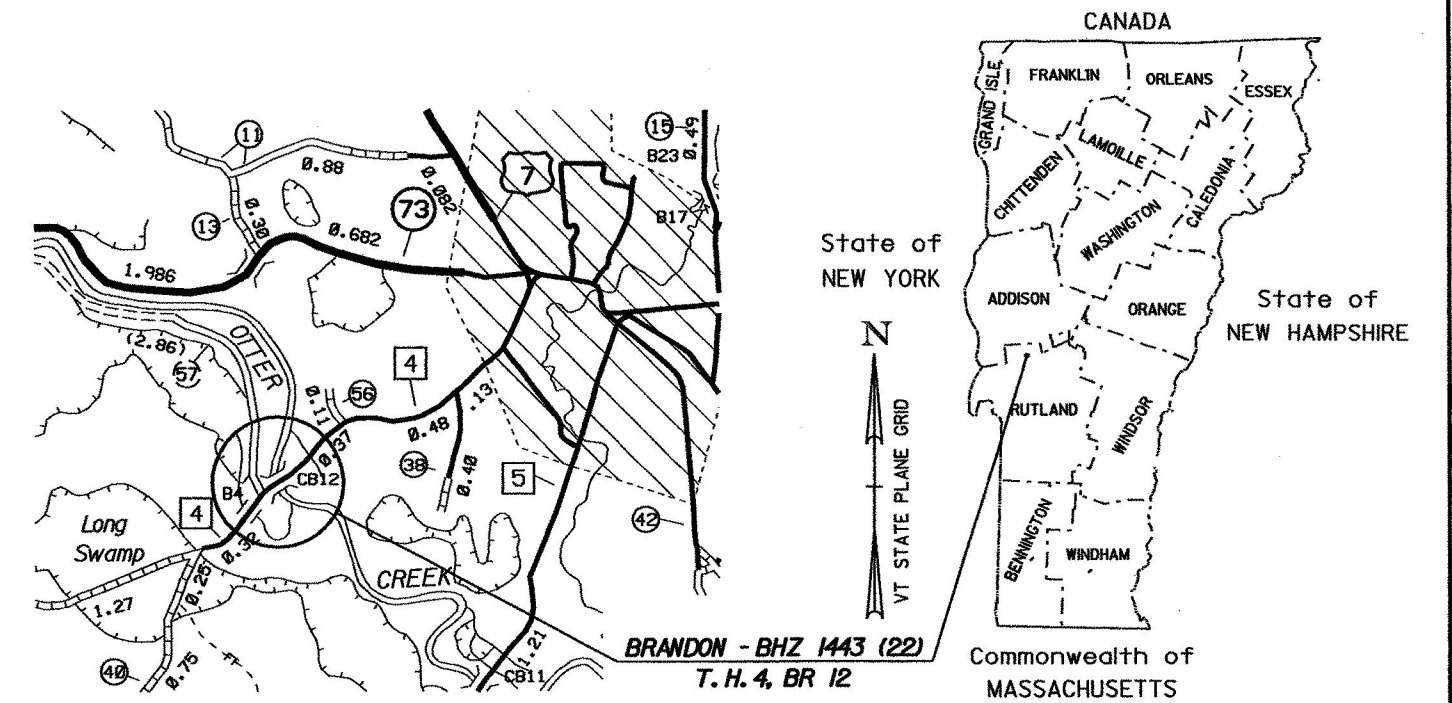 CANADA
GRAND ISLE
FRANKLIN
ORLEANS
ESSEX
LAMOILLE
CHITTENDEN
CALEDONIA
WASHINGTON
State of
NEW YORK
ADDISON
ORANGE
State of
NEW HAMPSHIRE
RUTLAND
WINDSOR
BENNINGTON
WINDHAM
Commonwealth of
MASSACHUSETTS
N
VT STATE PLANE GRID
11
0.88
0.082
7
15
0.49
B23
B17
13
0.30
73
0.682
1.986
(2.86)
57
OTTER
4
56
0.11
0.37
0.48
.13
38
0.40
5
42
B4
CB12
4
0.32
Long
Swamp
1.27
0.25
40
0.75
FF
CREEK
1.21
CB11
BRANDON - BHZ 1443 (22)
T. H. 4, BR 12